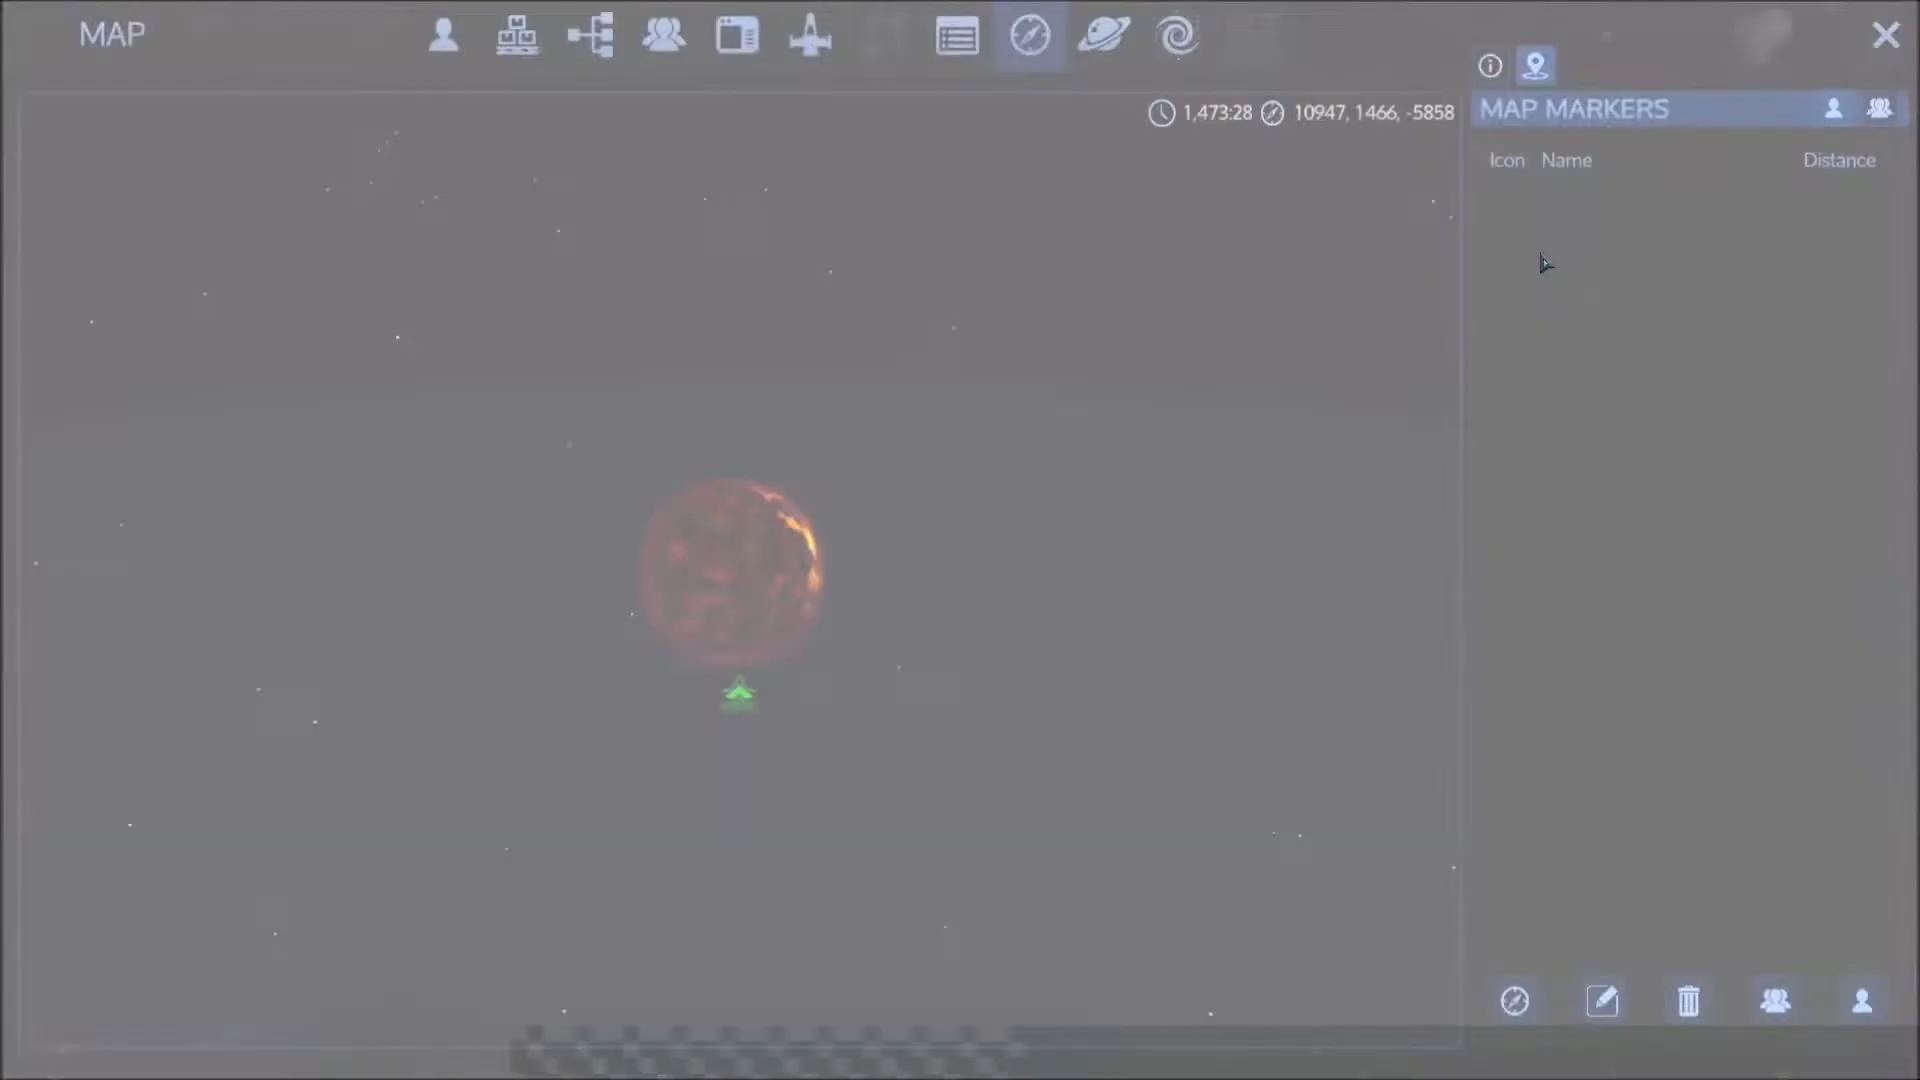 MAP
1,473:28 10947, 1466, -5858
MAP MARKERS
Icon Name Distance